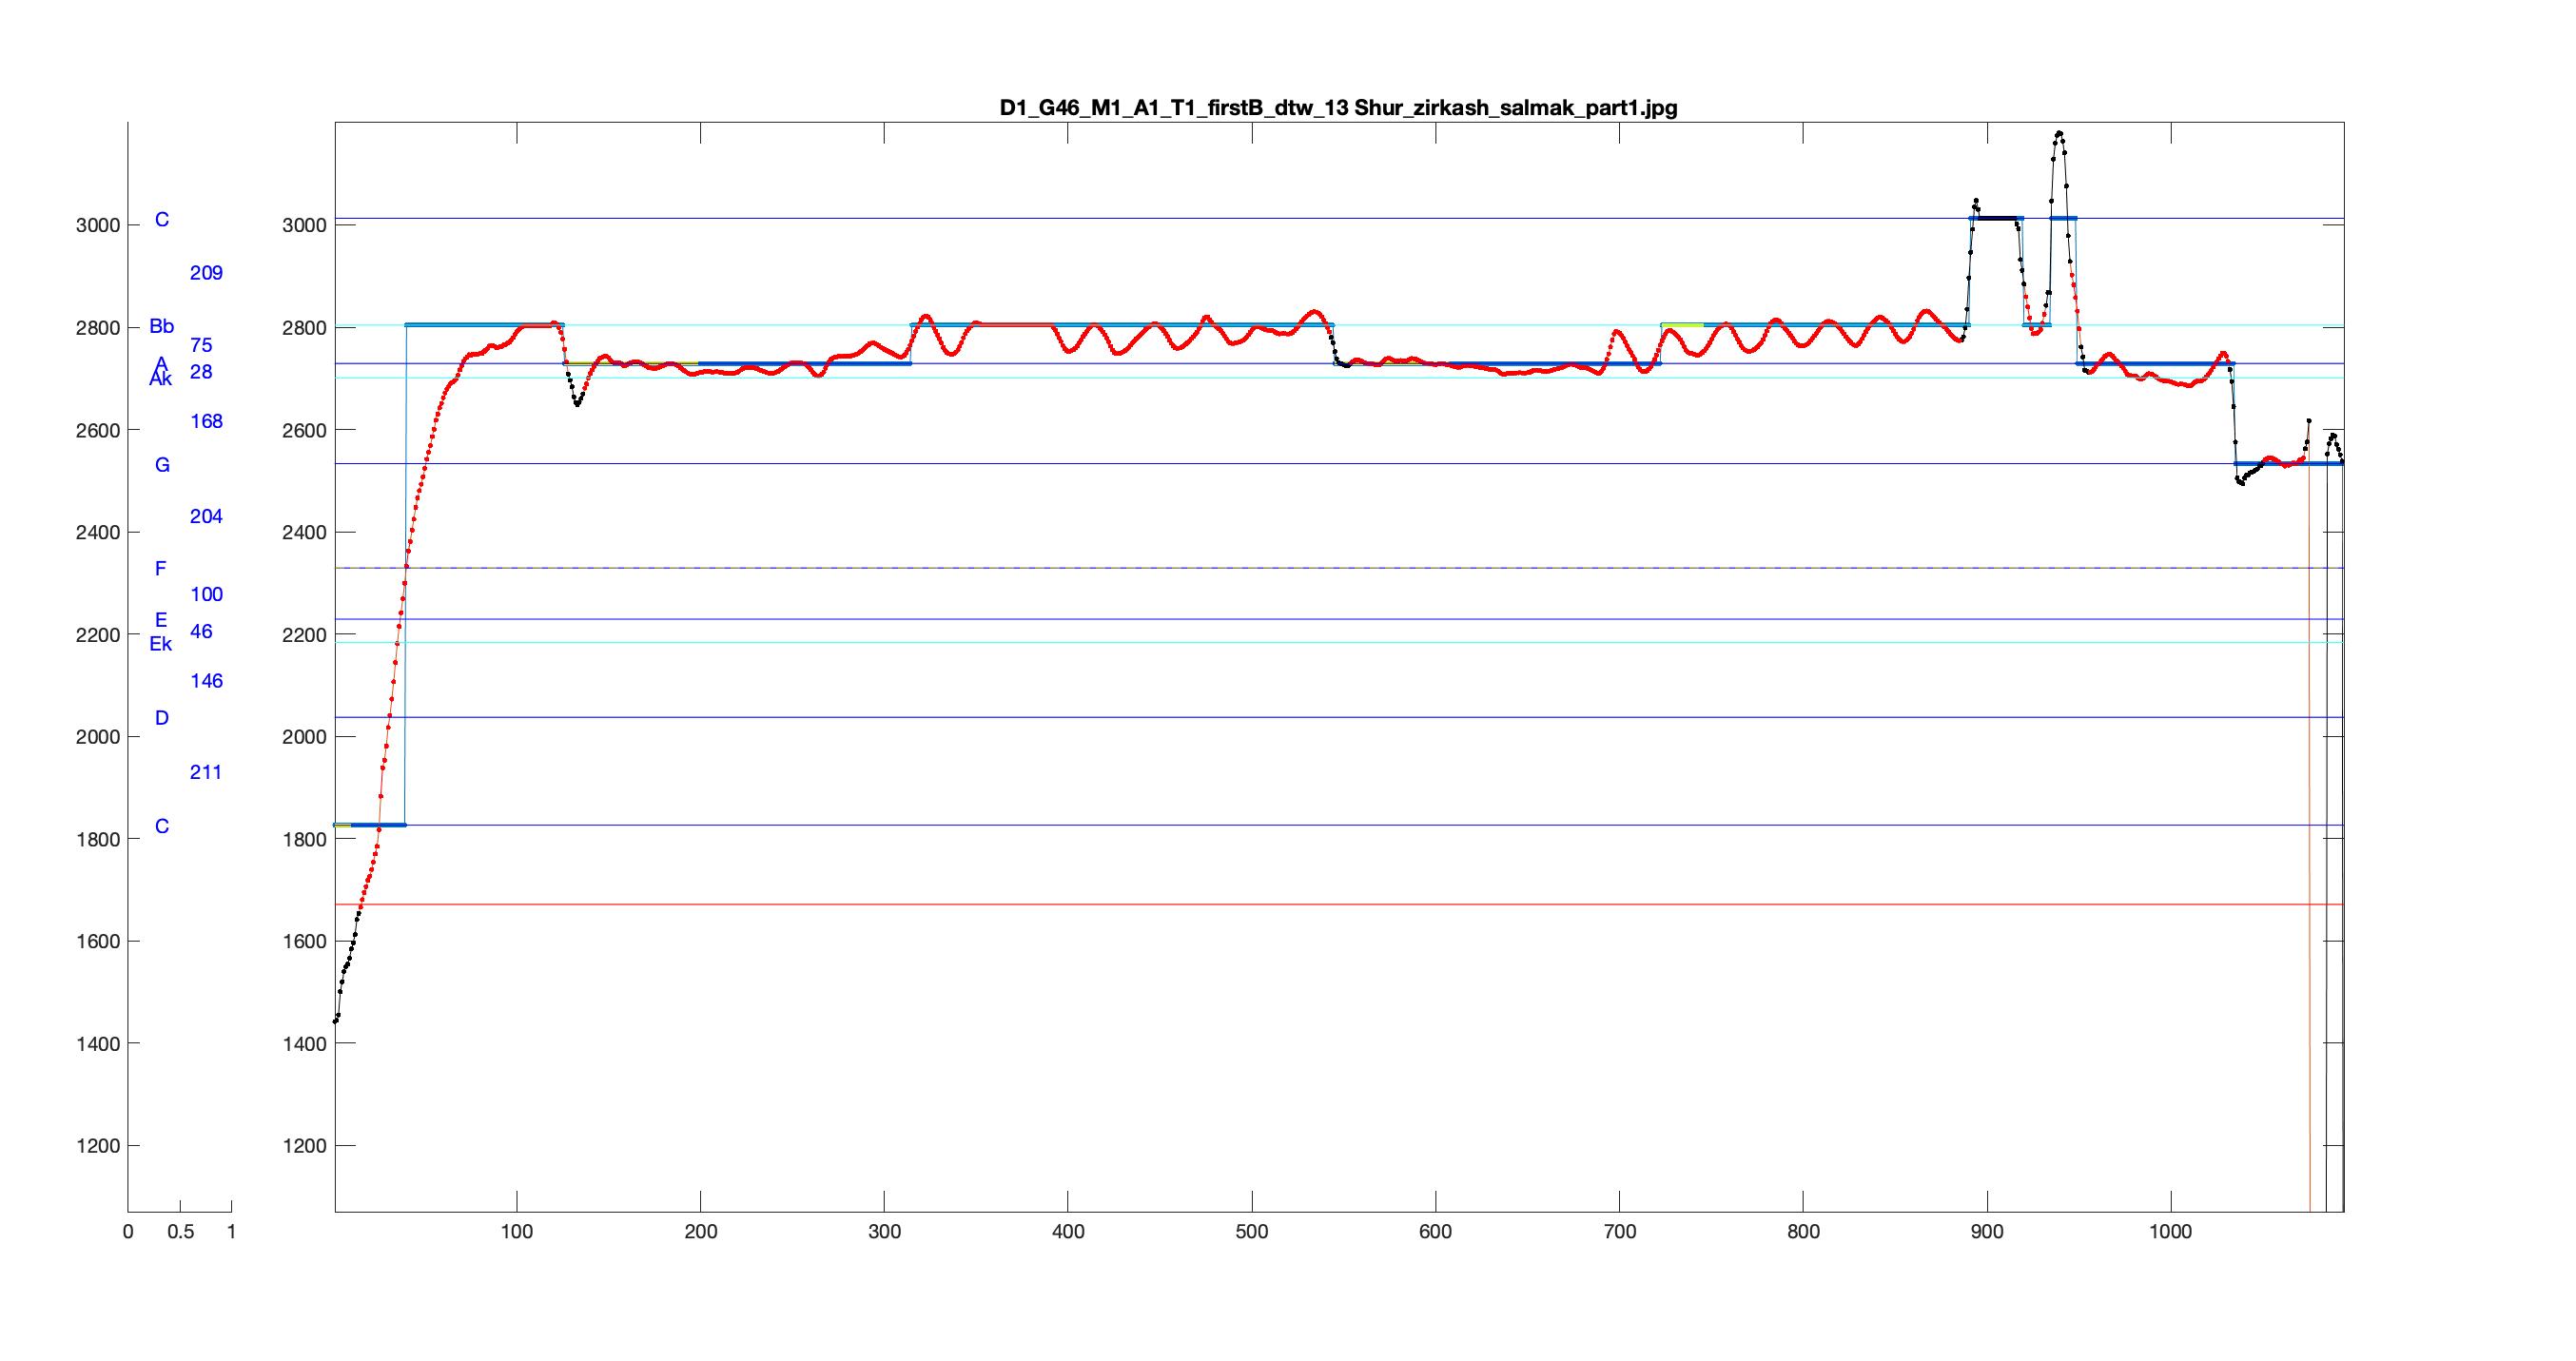 D1_G46_M1_A1_T1_firstB_dtw_13 Shur_zirkash_salmak_part1.jpg
3000 C 3000
209
2800 Bb 2800
75
A
28
Ak
168
2600 2600
G
204
2400 2400
F
100
E
46
2200 Ek 2200
146
D
2000 2000
211
C
1800 1800
1600 1600
1400 1400
1200 1200
0 0.5 1 100 200 300 400 500 600 700 800 900 1000